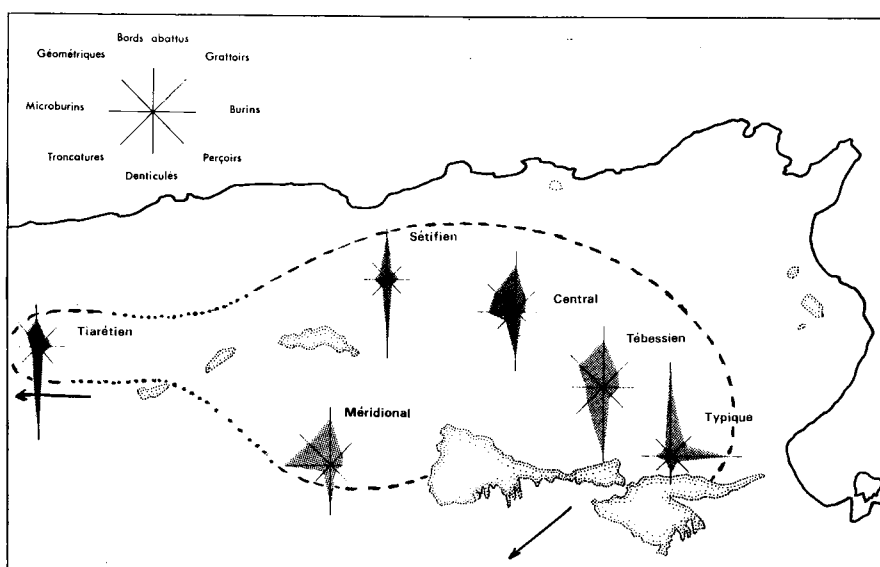 Bords abattus
Géométriques
Grattoirs
Microburins
Burins
Troncatures
Perçoirs
Denticulés
Sétifien
Central
Tiarétien
Tébessien
Méridional
Typique